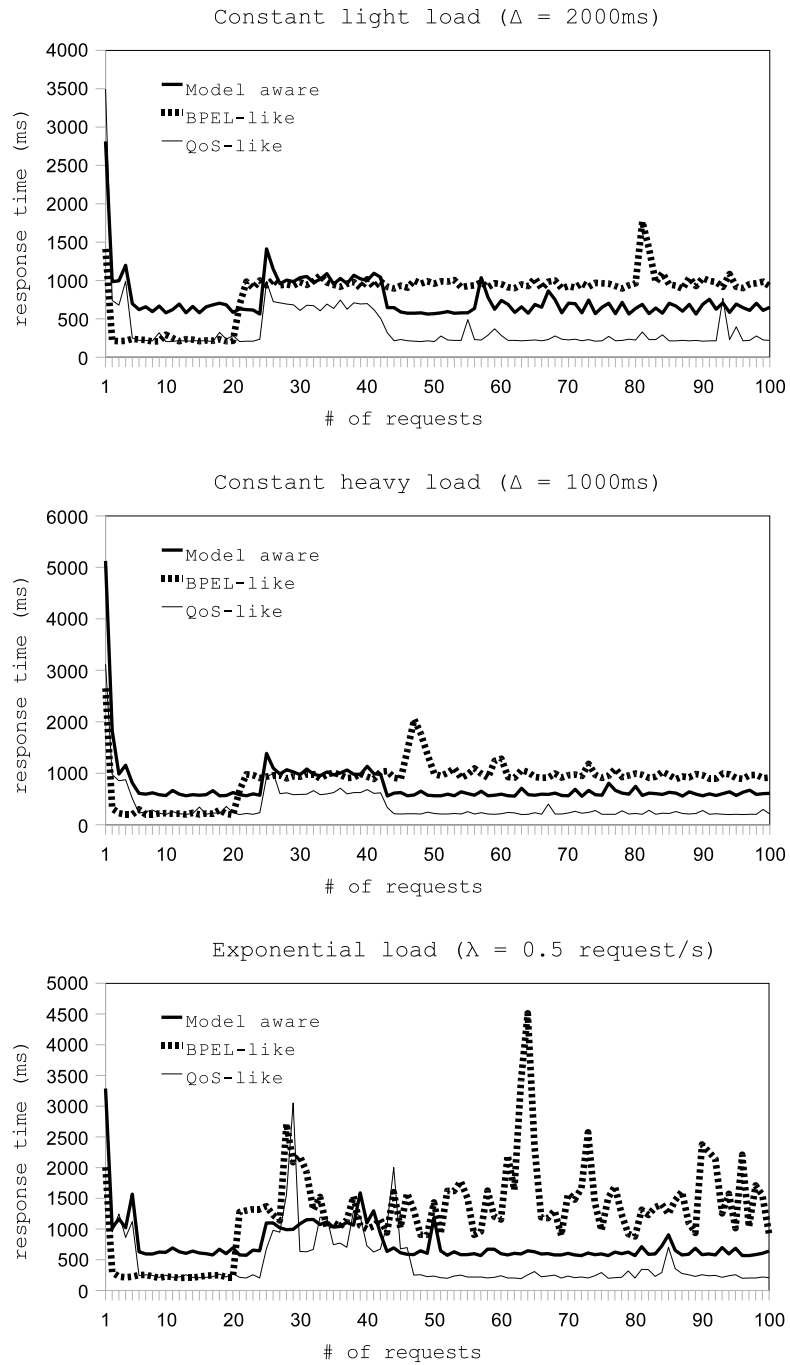 Constant light load (Δ = 2000ms)
4000
3500
3000
2500
2000
1500
1000
500
0
response time (ms)
Model aware
BPEL-like
QoS-like
1 10 20 30 40 50 60 70 80 90 100
# of requests
Constant heavy load (Δ = 1000ms)
6000
5000
4000
3000
2000
1000
0
response time (ms)
Model aware
BPEL-like
QoS-like
1 10 20 30 40 50 60 70 80 90 100
# of requests
Exponential load (λ = 0.5 request/s)
5000
4500
4000
3500
3000
2500
2000
1500
1000
500
0
response time (ms)
Model aware
BPEL-like
QoS-like
1 10 20 30 40 50 60 70 80 90 100
# of requests